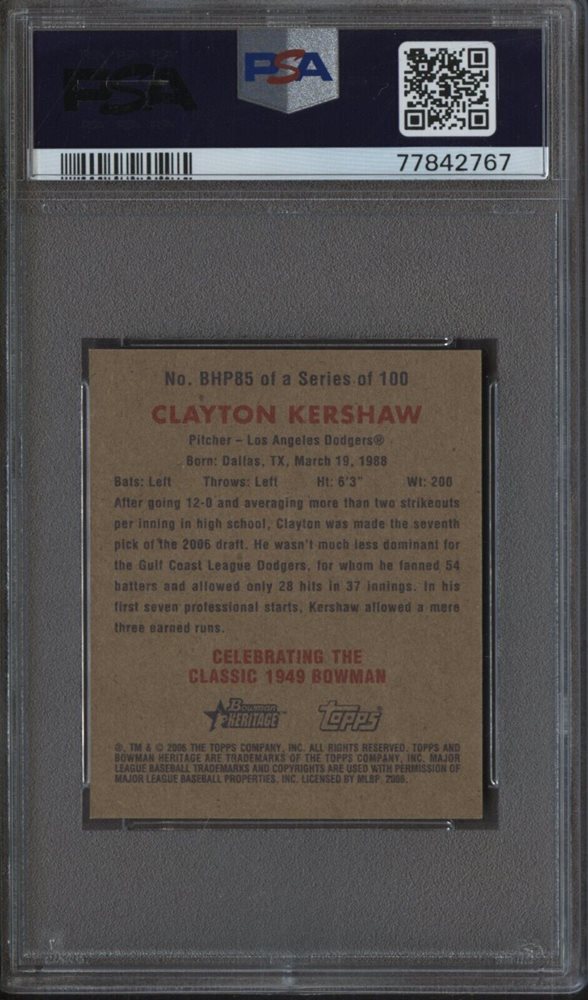 PSA
PSA
77842767
No. BHP85 of a Series of 100
CLAYTON KERSHAW
Pitcher – Los Angeles Dodgers®
Born: Dallas, TX, March 19, 1988
Bats: Left Throws: Left Ht: 6'3" Wt: 200
After going 12-0 and averaging more than two strikeouts
per inning in high school, Clayton was made the seventh
pick of the 2006 draft. He wasn't much less dominant for
the Gulf Coast League Dodgers, for whom he fanned 54
batters and allowed only 28 hits in 37 innings. In his
first seven professional starts, Kershaw allowed a mere
three earned runs.
CELEBRATING THE
CLASSIC 1949 BOWMAN
Bowman
HERITAGE
Topps
®, TM & © 2006 THE TOPPS COMPANY, INC. ALL RIGHTS RESERVED. TOPPS AND
BOWMAN HERITAGE ARE TRADEMARKS OF THE TOPPS COMPANY, INC. MAJOR
LEAGUE BASEBALL TRADEMARKS AND COPYRIGHTS ARE USED WITH PERMISSION OF
MAJOR LEAGUE BASEBALL PROPERTIES, INC. LICENSED BY MLBP, 2006.